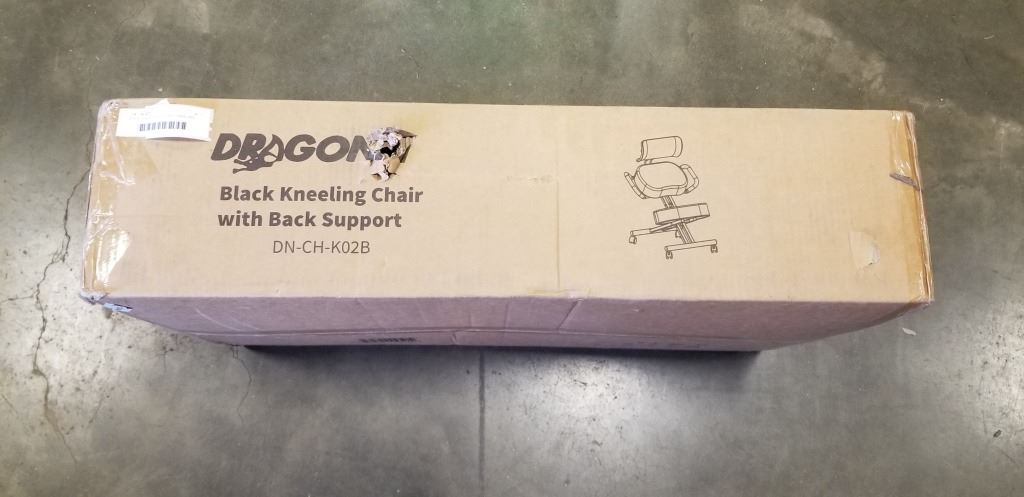 DRAGON
Black Kneeling Chair
with Back Support
DN-CH-K02B